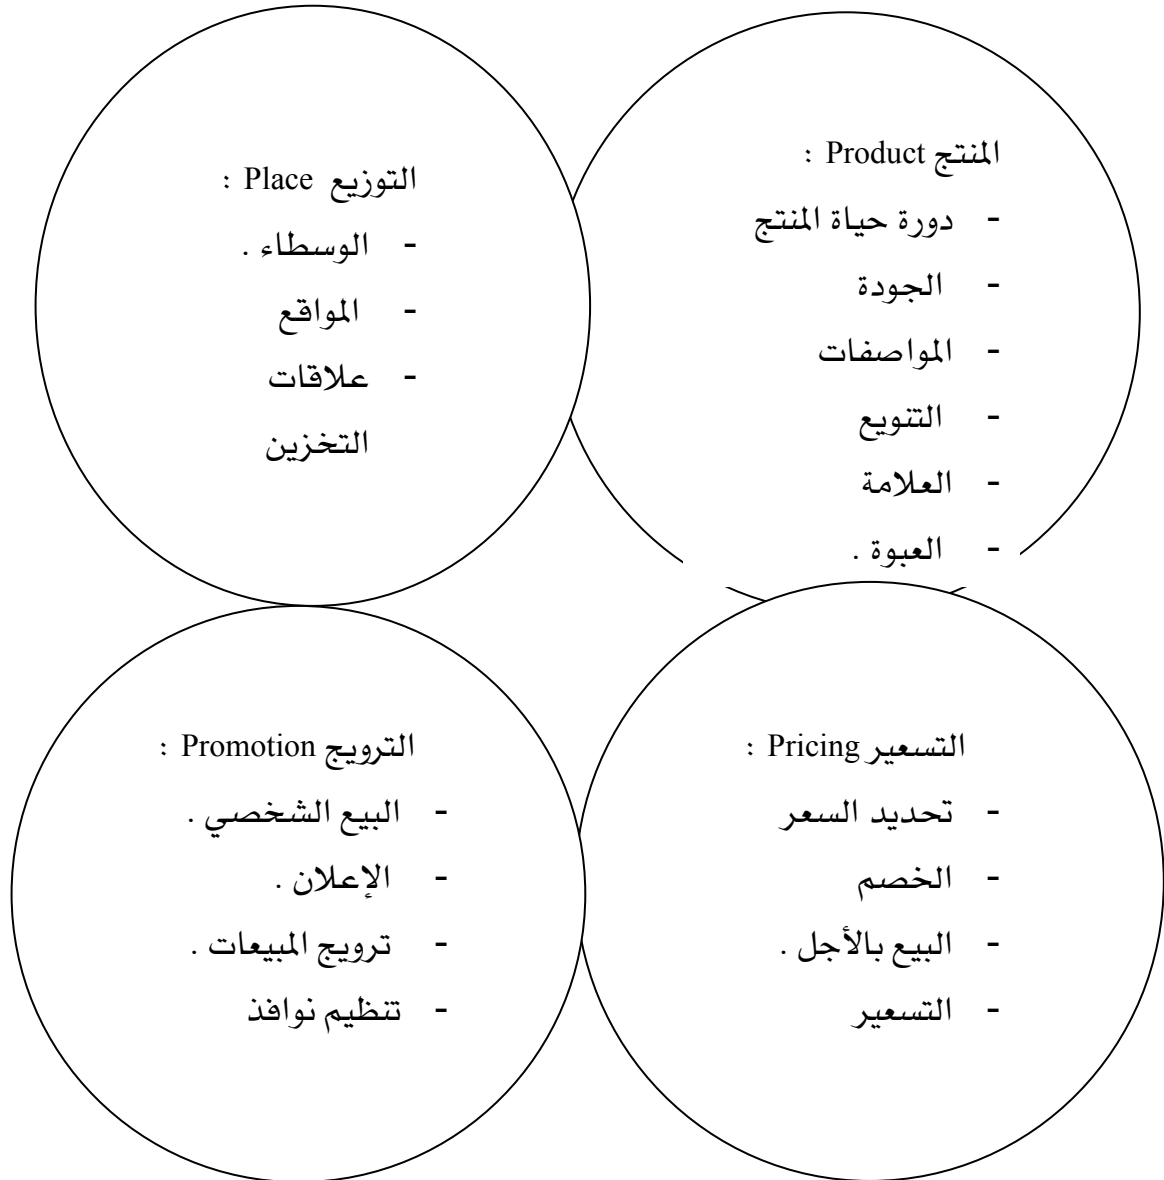 المنتج Product :
- دورة حياة المنتج
- الجودة
- المواصفات
- التنويع
- العلامة
- العبوة .
التوزيع Place :
- الوسطاء .
- المواقع
- علاقات
التخزين
التسعير Pricing :
- تحديد السعر
- الخصم
- البيع بالأجل .
- التسعير
الترويج Promotion :
- البيع الشخصي .
- الإعلان .
- ترويج المبيعات .
- تنظيم نوافذ